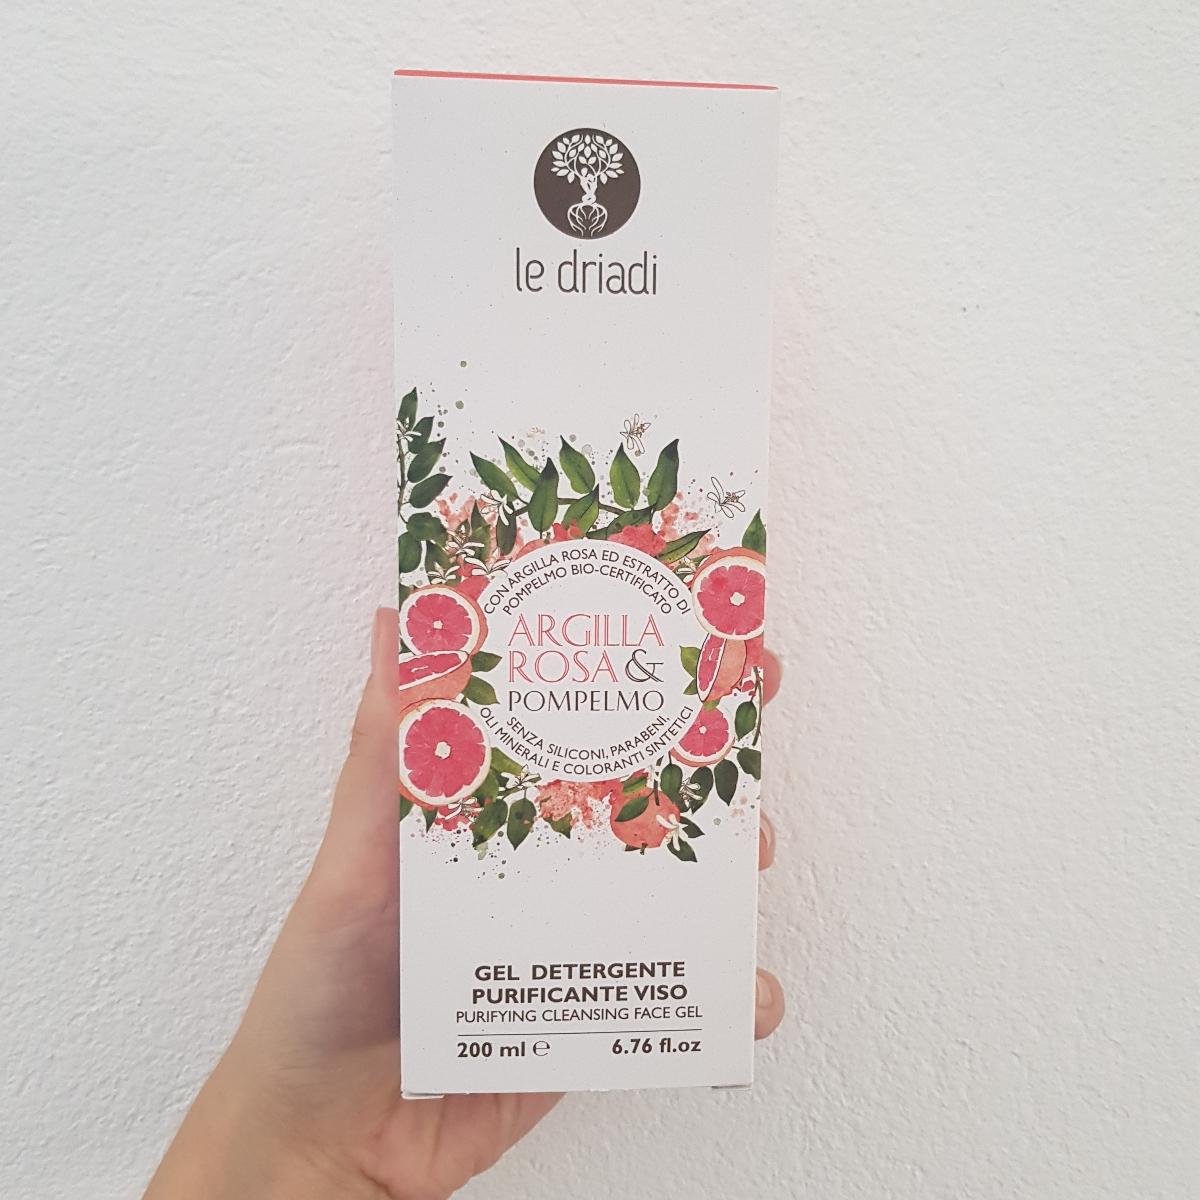 le driadi
CON ARGILLA ROSA ED ESTRATTO DI
POMPELMO BIO-CERTIFICATO
ARGILLA
ROSA &
POMPELMO
SENZA SILICONI, PARABENI,
OLI MINERALI E COLORANTI SINTETICI
GEL DETERGENTE
PURIFICANTE VISO
PURIFYING CLEANSING FACE GEL
200 ml ℮ 6.76 fl.oz